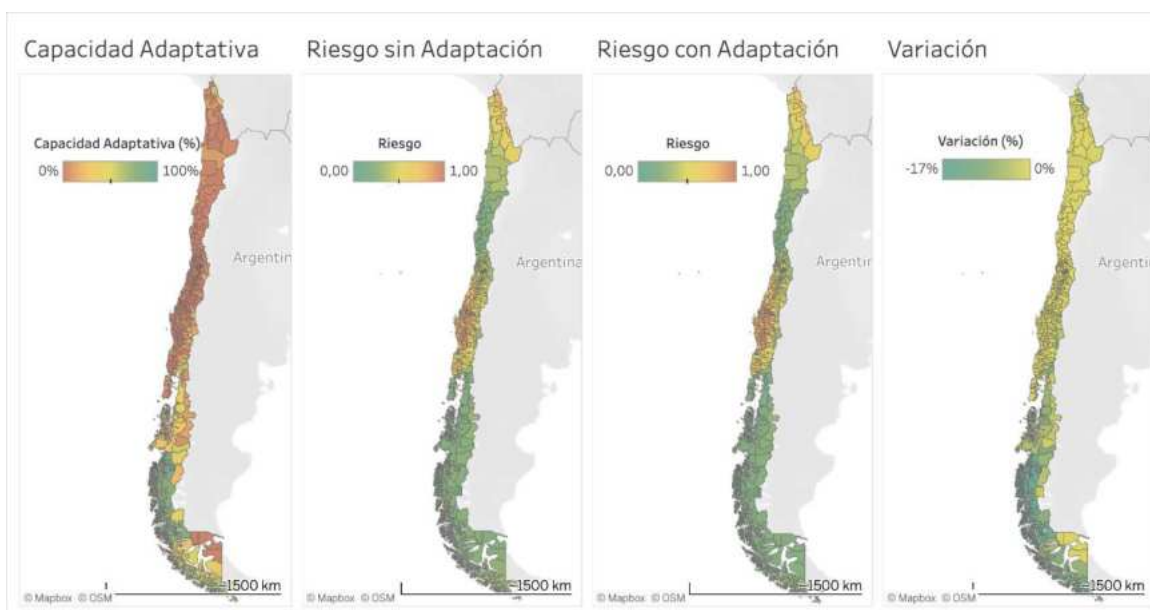 Capacidad Adaptativa
Riesgo sin Adaptación
Riesgo con Adaptación
Variación
Capacidad Adaptativa (%)
0%
100%
Riesgo
0,00
1,00
Riesgo
0,00
1,00
Variación (%)
-17%
0%
Argentin
Argentina
Argentin
Argenti
1500 km
© Mapbox © OSM
1500 km
© Mapbox © OSM
1500 km
© Mapbox © OSM
1500 km
© Mapbox © OSM